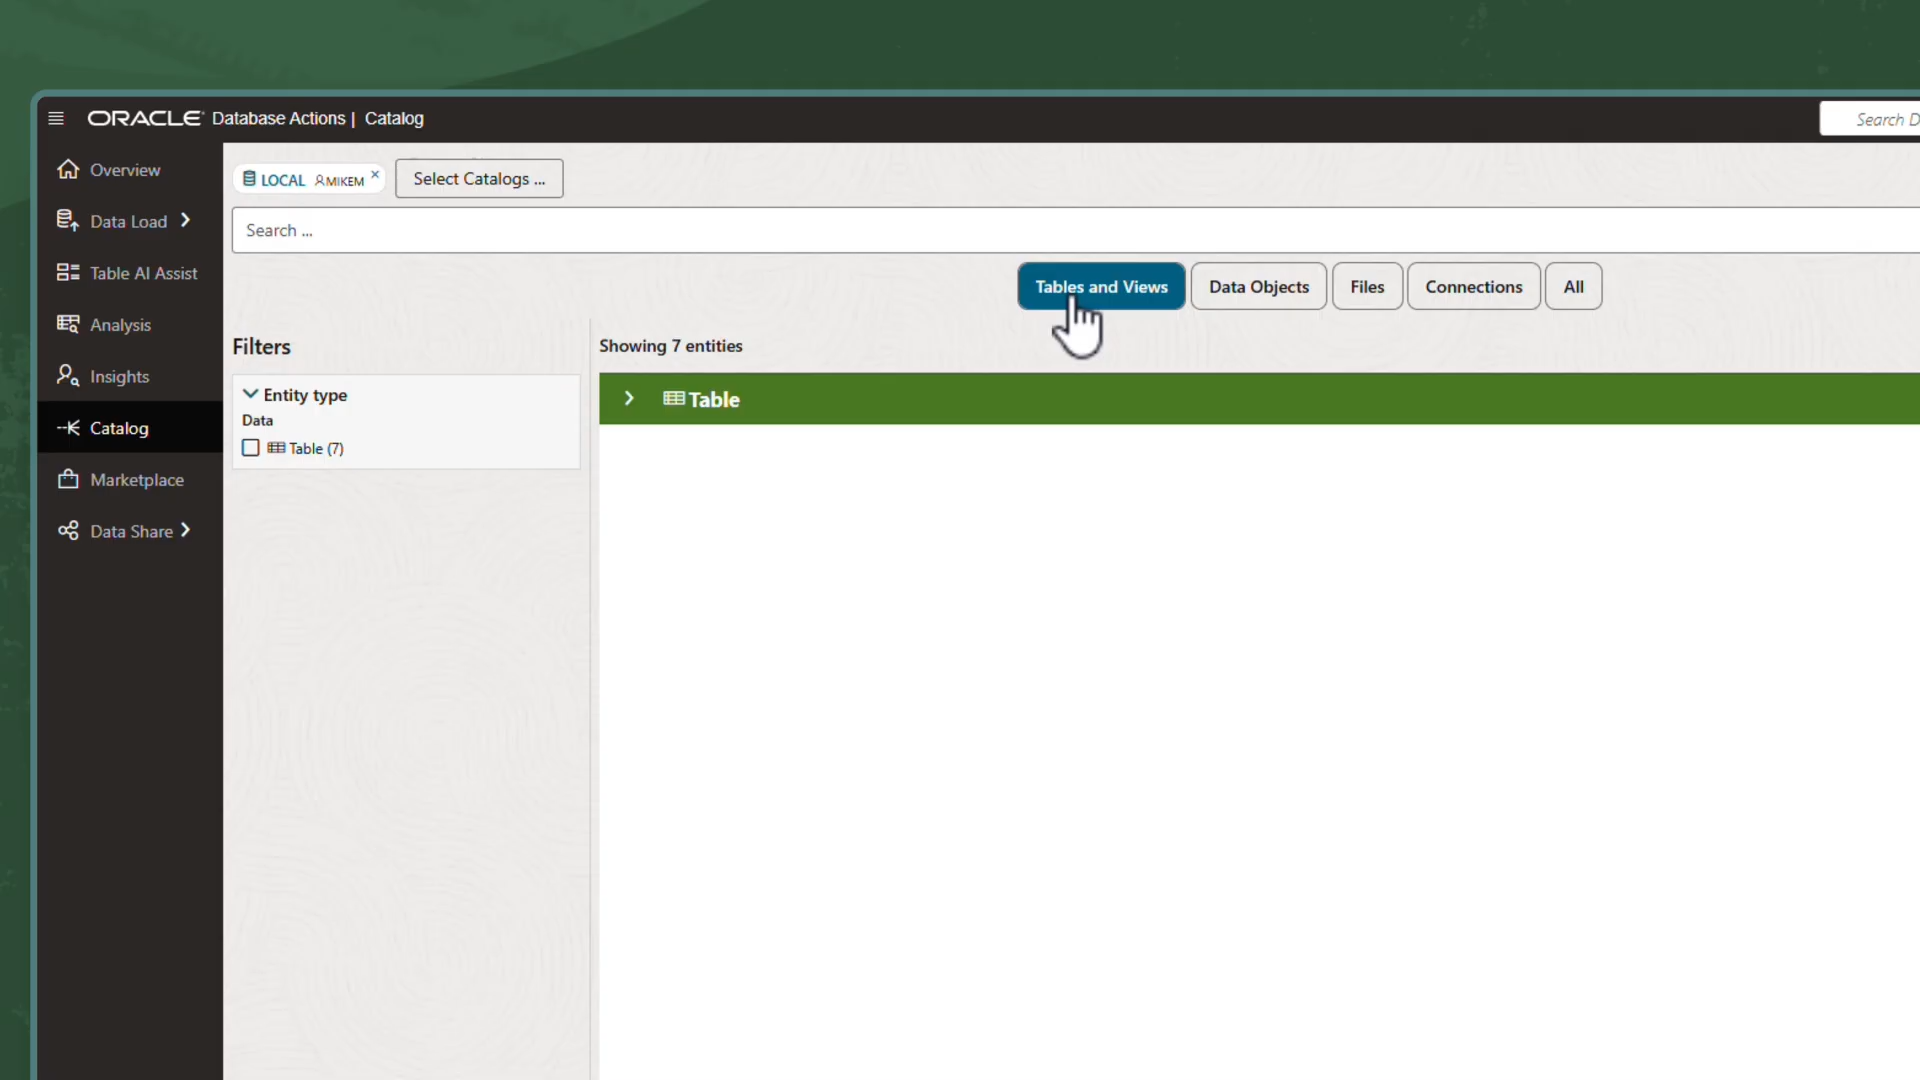 ORACLE Database Actions | Catalog
Search D
Overview
Data Load
Table AI Assist
Analysis
Insights
Catalog
Marketplace
Data Share
LOCAL MIKEM ×
Select Catalogs ...
Search ...
Tables and Views
Data Objects
Files
Connections
All
Filters
Entity type
Data
Table (7)
Showing 7 entities
Table